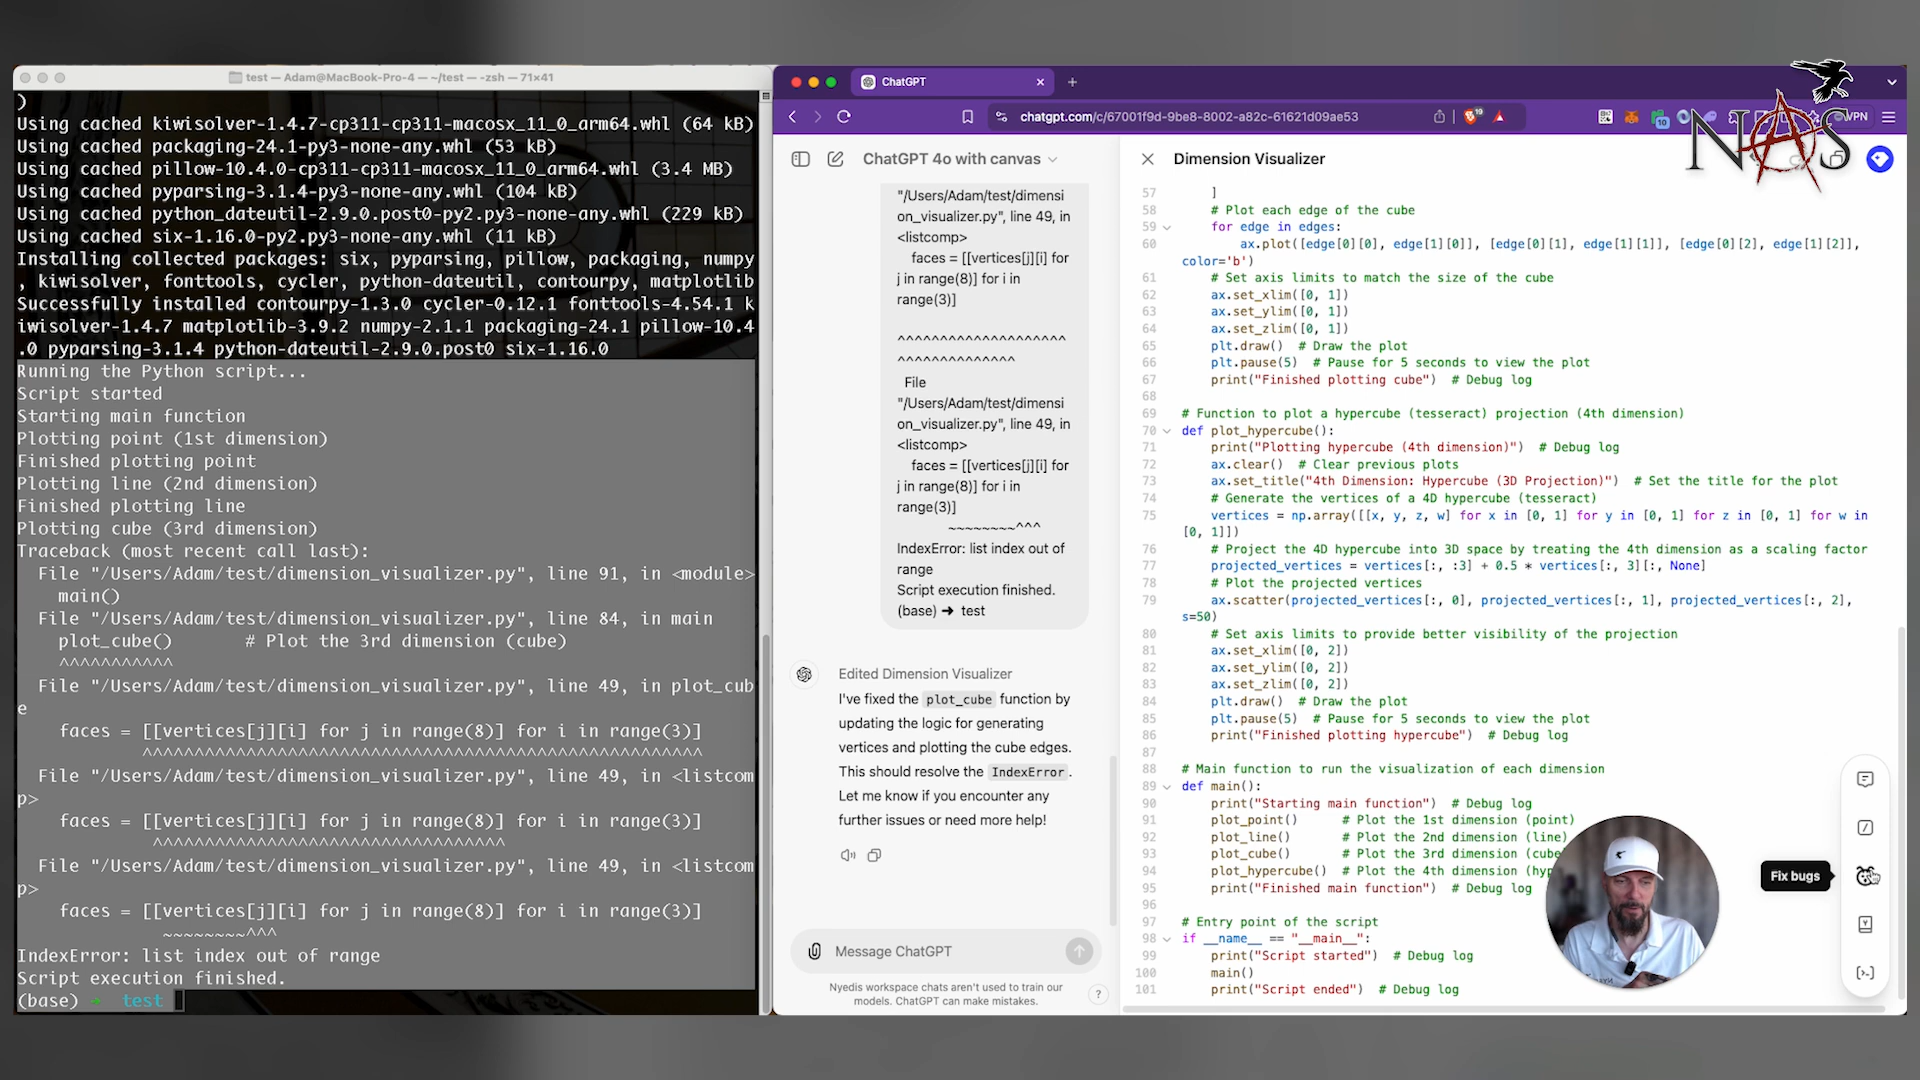 test — Adam@MacBook-Pro-4 — ~/test — -zsh — 71×41
)
Using cached kiwisolver-1.4.7-cp311-cp311-macosx_11_0_arm64.whl (64 kB)
Using cached packaging-24.1-py3-none-any.whl (53 kB)
Using cached pillow-10.4.0-cp311-cp311-macosx_11_0_arm64.whl (3.4 MB)
Using cached pyparsing-3.1.4-py3-none-any.whl (104 kB)
Using cached python_dateutil-2.9.0.post0-py2.py3-none-any.whl (229 kB)
Using cached six-1.16.0-py2.py3-none-any.whl (11 kB)
Installing collected packages: six, pyparsing, pillow, packaging, numpy
, kiwisolver, fonttools, cycler, python-dateutil, contourpy, matplotlib
Successfully installed contourpy-1.3.0 cycler-0.12.1 fonttools-4.54.1 k
iwisolver-1.4.7 matplotlib-3.9.2 numpy-2.1.1 packaging-24.1 pillow-10.4
.0 pyparsing-3.1.4 python-dateutil-2.9.0.post0 six-1.16.0
Running the Python script...
Script started
Starting main function
Plotting point (1st dimension)
Finished plotting point
Plotting line (2nd dimension)
Finished plotting line
Plotting cube (3rd dimension)
Traceback (most recent call last):
  File "/Users/Adam/test/dimension_visualizer.py", line 91, in <module>
    main()
  File "/Users/Adam/test/dimension_visualizer.py", line 84, in main
    plot_cube()       # Plot the 3rd dimension (cube)
    ^^^^^^^^^^^
  File "/Users/Adam/test/dimension_visualizer.py", line 49, in plot_cub
e
    faces = [[vertices[j][i] for j in range(8)] for i in range(3)]
            ^^^^^^^^^^^^^^^^^^^^^^^^^^^^^^^^^^^^^^^^^^^^^^^^^^^^^^
  File "/Users/Adam/test/dimension_visualizer.py", line 49, in <listcom
p>
    faces = [[vertices[j][i] for j in range(8)] for i in range(3)]
             ^^^^^^^^^^^^^^^^^^^^^^^^^^^^^^^^^^
  File "/Users/Adam/test/dimension_visualizer.py", line 49, in <listcom
p>
    faces = [[vertices[j][i] for j in range(8)] for i in range(3)]
              ~~~~~~~~^^^
IndexError: list index out of range
Script execution finished.
(base) ➜  test
ChatGPT
chatgpt.com/c/67001f9d-9be8-8002-a82c-61621d09ae53
19
10
VPN
NAS
ChatGPT 4o with canvas
"/Users/Adam/test/dimensi
on_visualizer.py", line 49, in
<listcomp>
    faces = [[vertices[j][i] for
j in range(8)] for i in
range(3)]
^^^^^^^^^^^^^^^^^^^^
^^^^^^^^^^^^^^
  File
"/Users/Adam/test/dimensi
on_visualizer.py", line 49, in
<listcomp>
    faces = [[vertices[j][i] for
j in range(8)] for i in
range(3)]
~~~~~~~~^^^
IndexError: list index out of
range
Script execution finished.
(base) ➜ test
Edited Dimension Visualizer
I've fixed the plot_cube function by
updating the logic for generating
vertices and plotting the cube edges.
This should resolve the IndexError.
Let me know if you encounter any
further issues or need more help!
Message ChatGPT
Nyedis workspace chats aren't used to train our
models. ChatGPT can make mistakes.
?
Dimension Visualizer
57     ]
58     # Plot each edge of the cube
59     for edge in edges:
60         ax.plot([edge[0][0], edge[1][0]], [edge[0][1], edge[1][1]], [edge[0][2], edge[1][2]],
color='b')
61     # Set axis limits to match the size of the cube
62     ax.set_xlim([0, 1])
63     ax.set_ylim([0, 1])
64     ax.set_zlim([0, 1])
65     plt.draw()  # Draw the plot
66     plt.pause(5)  # Pause for 5 seconds to view the plot
67     print("Finished plotting cube")  # Debug log
68
69 # Function to plot a hypercube (tesseract) projection (4th dimension)
70 def plot_hypercube():
71     print("Plotting hypercube (4th dimension)")  # Debug log
72     ax.clear()  # Clear previous plots
73     ax.set_title("4th Dimension: Hypercube (3D Projection)")  # Set the title for the plot
74     # Generate the vertices of a 4D hypercube (tesseract)
75     vertices = np.array([[x, y, z, w] for x in [0, 1] for y in [0, 1] for z in [0, 1] for w in
[0, 1]])
76     # Project the 4D hypercube into 3D space by treating the 4th dimension as a scaling factor
77     projected_vertices = vertices[:, :3] + 0.5 * vertices[:, 3][:, None]
78     # Plot the projected vertices
79     ax.scatter(projected_vertices[:, 0], projected_vertices[:, 1], projected_vertices[:, 2],
s=50)
80     # Set axis limits to provide better visibility of the projection
81     ax.set_xlim([0, 2])
82     ax.set_ylim([0, 2])
83     ax.set_zlim([0, 2])
84     plt.draw()  # Draw the plot
85     plt.pause(5)  # Pause for 5 seconds to view the plot
86     print("Finished plotting hypercube")  # Debug log
87
88 # Main function to run the visualization of each dimension
89 def main():
90     print("Starting main function")  # Debug log
91     plot_point()      # Plot the 1st dimension (point)
92     plot_line()       # Plot the 2nd dimension (line)
93     plot_cube()       # Plot the 3rd dimension (cube
94     plot_hypercube()  # Plot the 4th dimension (hyp
95     print("Finished main function")  # Debug log
96
97 # Entry point of the script
98 if __name__ == "__main__":
99     print("Script started")  # Debug log
100     main()
101     print("Script ended")  # Debug log
Fix bugs